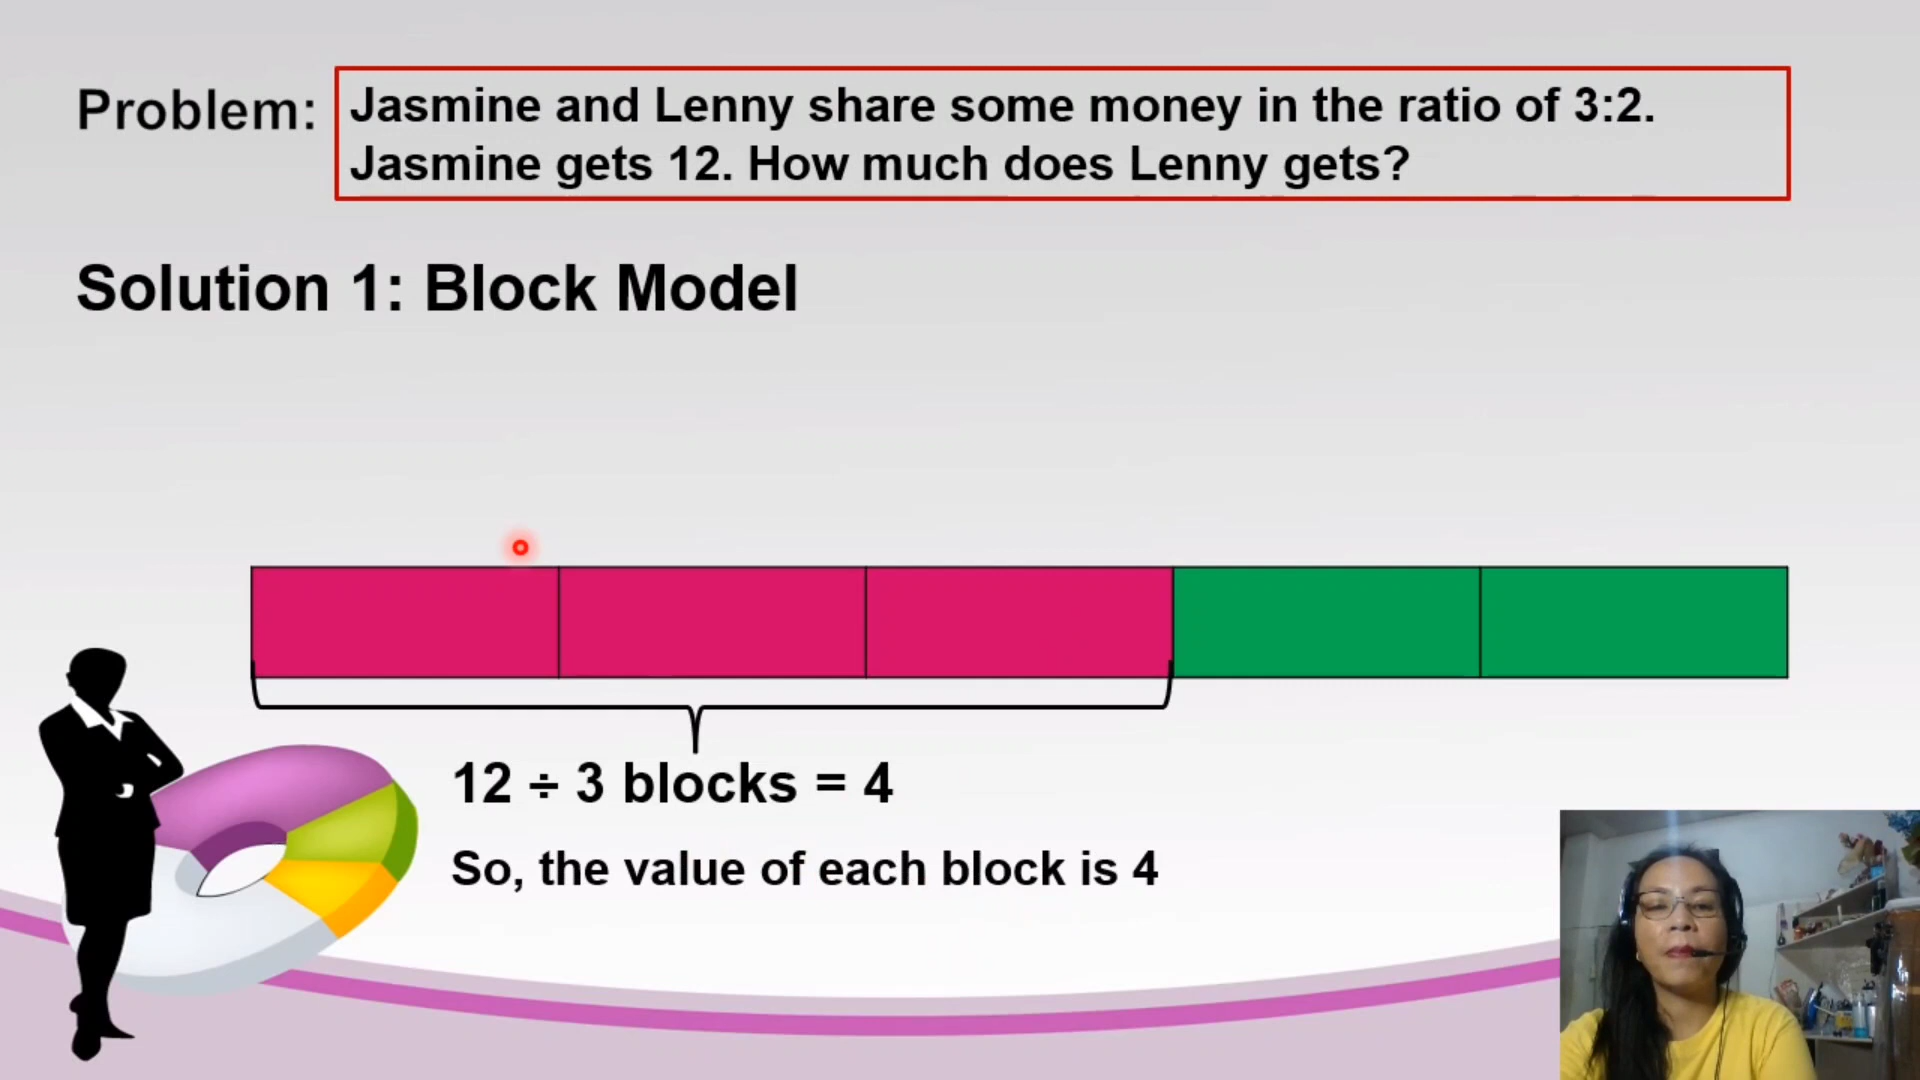 Problem:
Jasmine and Lenny share some money in the ratio of 3:2.
Jasmine gets 12. How much does Lenny gets?
Solution 1: Block Model
12 ÷ 3 blocks = 4
So, the value of each block is 4